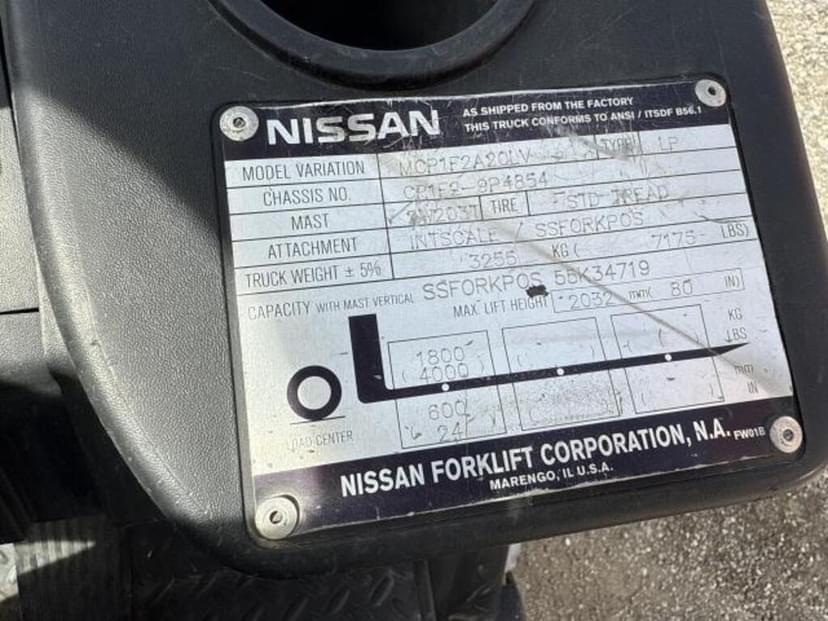 NISSAN
AS SHIPPED FROM THE FACTORY
THIS TRUCK CONFORMS TO ANSI / ITSDF B56.1
MODEL VARIATION MCP1F2A20LV TYPE LP
CHASSIS NO. CP1F2-9P4854
MAST TIRE STD TREAD
ATTACHMENT INTSCALE / SSFORKPOS
TRUCK WEIGHT ± 5% 3255 KG ( 7175 LBS)
CAPACITY WITH MAST VERTICAL SSFORKPOS 55K34719
MAX. LIFT HEIGHT 2032 mm( 80 IN)
KG
1800
LBS
( 4000 )
mm
600
IN
24
LOAD CENTER
NISSAN FORKLIFT CORPORATION, N.A. FW01B
MARENGO, IL U.S.A.